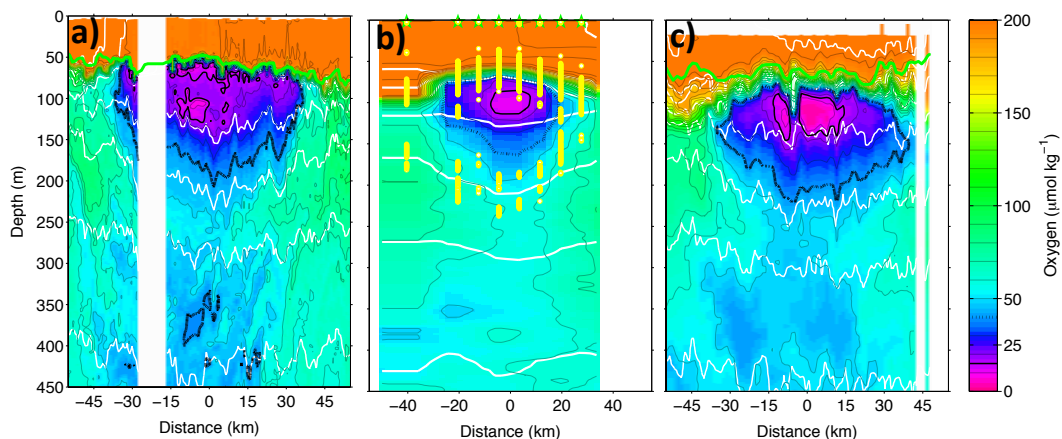 a)
b)
c)
0
50
100
150
200
250
300
350
400
450
Depth (m)
−45 −30 −15 0 15 30 45
Distance (km)
−40 −20 0 20 40
Distance (km)
−45 −30 −15 0 15 30 45
Distance (km)
200
150
100
50
25
15
0
Oxygen (μmol kg⁻¹)